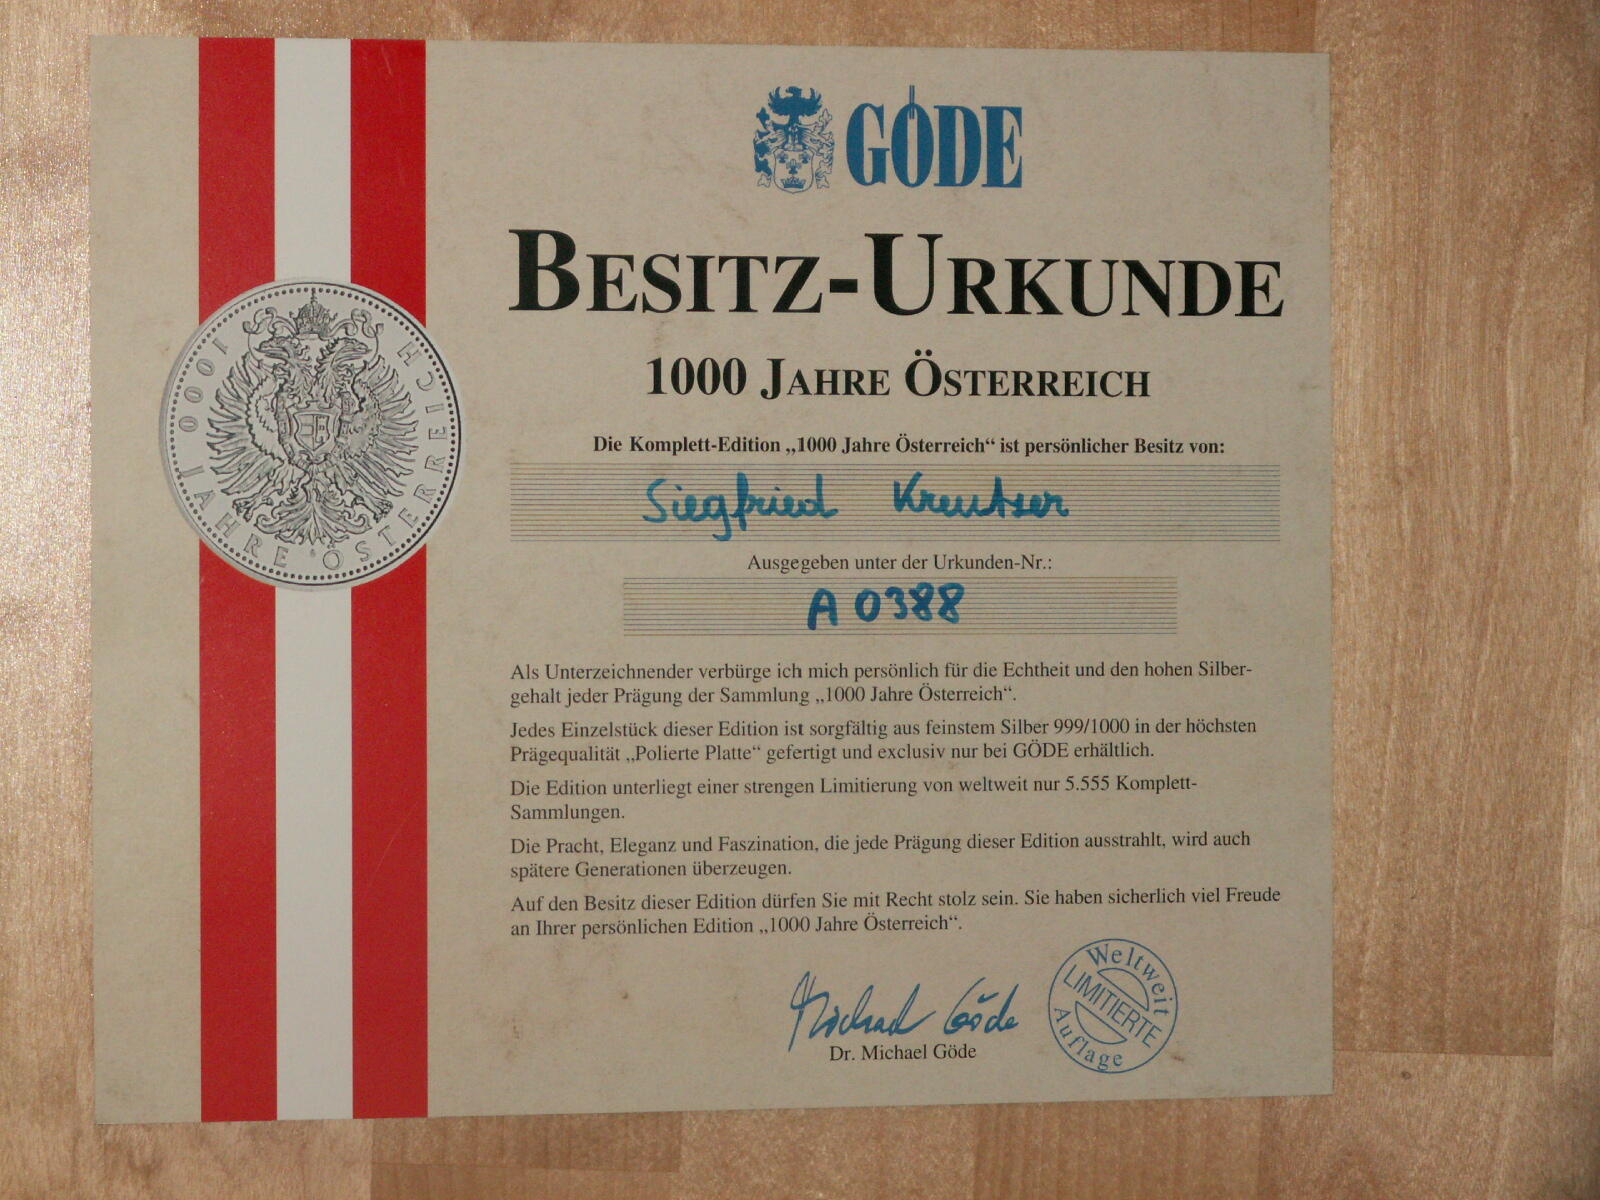 GÖDE
BESITZ-URKUNDE
1000 JAHRE ÖSTERREICH
Die Komplett-Edition „1000 Jahre Österreich“ ist persönlicher Besitz von:
Siegfried Kreutzer
Ausgegeben unter der Urkunden-Nr.:
A 0388
Als Unterzeichnender verbürge ich mich persönlich für die Echtheit und den hohen Silber-
gehalt jeder Prägung der Sammlung „1000 Jahre Österreich“.
Jedes Einzelstück dieser Edition ist sorgfältig aus feinstem Silber 999/1000 in der höchsten
Prägequalität „Polierte Platte“ gefertigt und exclusiv nur bei GÖDE erhältlich.
Die Edition unterliegt einer strengen Limitierung von weltweit nur 5.555 Komplett-
Sammlungen.
Die Pracht, Eleganz und Faszination, die jede Prägung dieser Edition ausstrahlt, wird auch
spätere Generationen überzeugen.
Auf den Besitz dieser Edition dürfen Sie mit Recht stolz sein. Sie haben sicherlich viel Freude
an Ihrer persönlichen Edition „1000 Jahre Österreich“.
Michael Göde
Dr. Michael Göde
Weltweit
LIMITIERTE
Auflage
1000 JAHRE ÖSTERREICH